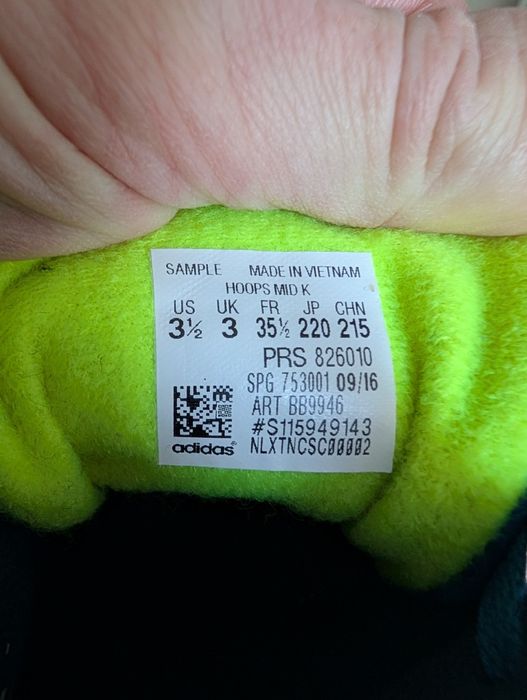 SAMPLE MADE IN VIETNAM
HOOPS MID K
US UK FR JP CHN
3½ 3 35½ 220 215
PRS 826010
SPG 753001 09/16
ART BB9946
#S115949143
adidas NLXTNCSC00002